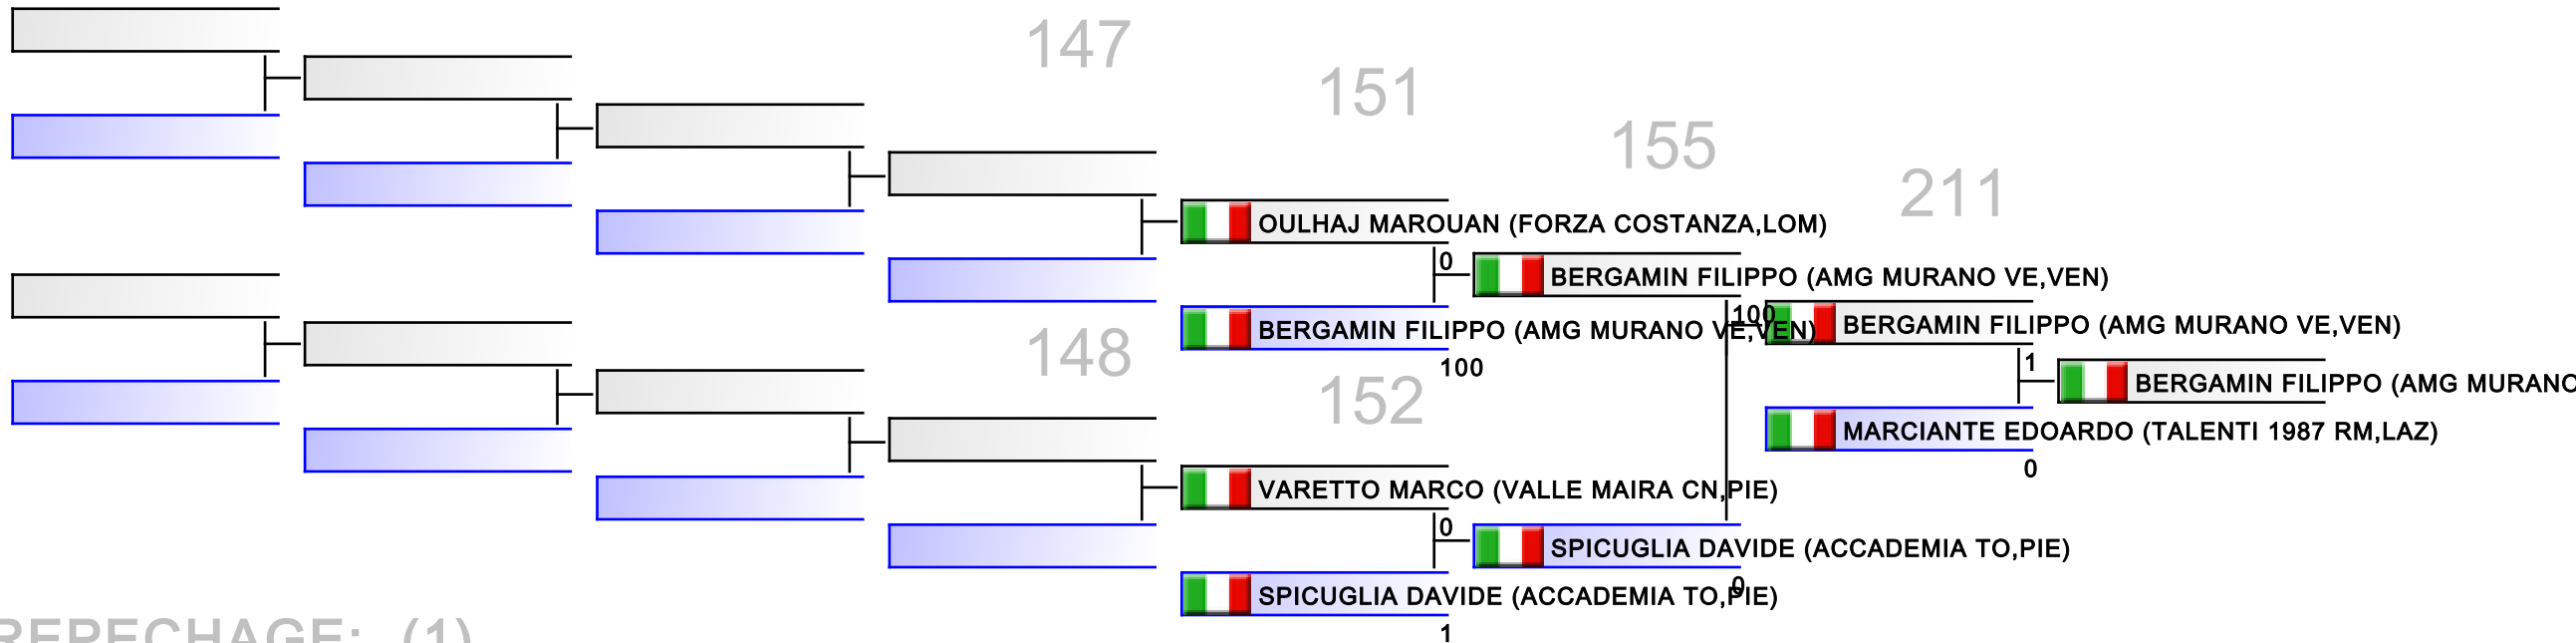 147
151
155
211
OULHAJ MAROUAN (FORZA COSTANZA,LOM)
0
BERGAMIN FILIPPO (AMG MURANO VE,VEN)
100
BERGAMIN FILIPPO (AMG MURANO VE,VEN)
BERGAMIN FILIPPO (AMG MURANO VE,VEN)
148
100
1
BERGAMIN FILIPPO (AMG MURANO
152
MARCIANTE EDOARDO (TALENTI 1987 RM,LAZ)
0
VARETTO MARCO (VALLE MAIRA CN,PIE)
0
SPICUGLIA DAVIDE (ACCADEMIA TO,PIE)
0
SPICUGLIA DAVIDE (ACCADEMIA TO,PIE)
1
REPECHAGE: (1)